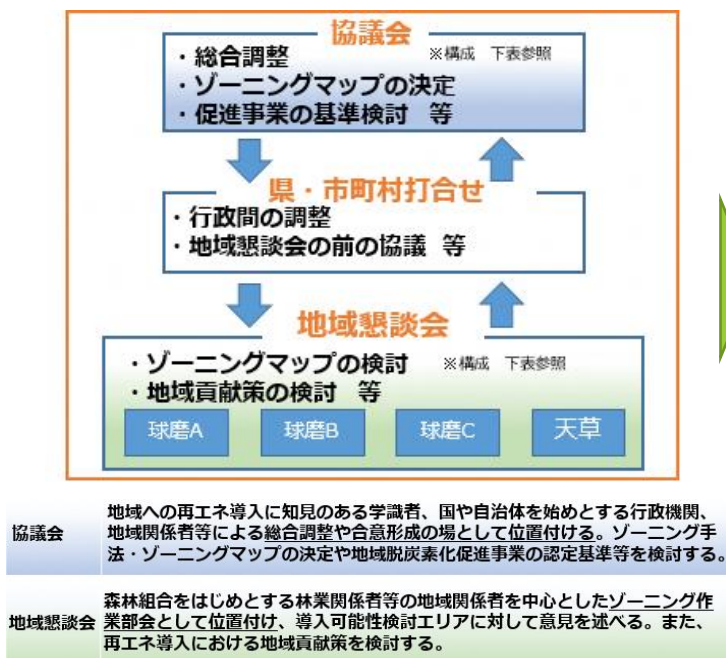 協議会
・総合調整 ※構成 下表参照
・ゾーニングマップの決定
・促進事業の基準検討 等
県・市町村打合せ
・行政間の調整
・地域懇談会の前の協議 等
地域懇談会
・ゾーニングマップの検討 ※構成 下表参照
・地域貢献策の検討 等
球磨A 球磨B 球磨C 天草
協議会
地域への再エネ導入に知見のある学識者、国や自治体を始めとする行政機関、
地域関係者等による総合調整や合意形成の場として位置付ける。ゾーニング手
法・ゾーニングマップの決定や地域脱炭素化促進事業の認定基準等を検討する。
地域懇談会
森林組合をはじめとする林業関係者等の地域関係者を中心としたゾーニング作
業部会として位置付け、導入可能性検討エリアに対して意見を述べる。また、
再エネ導入における地域貢献策を検討する。